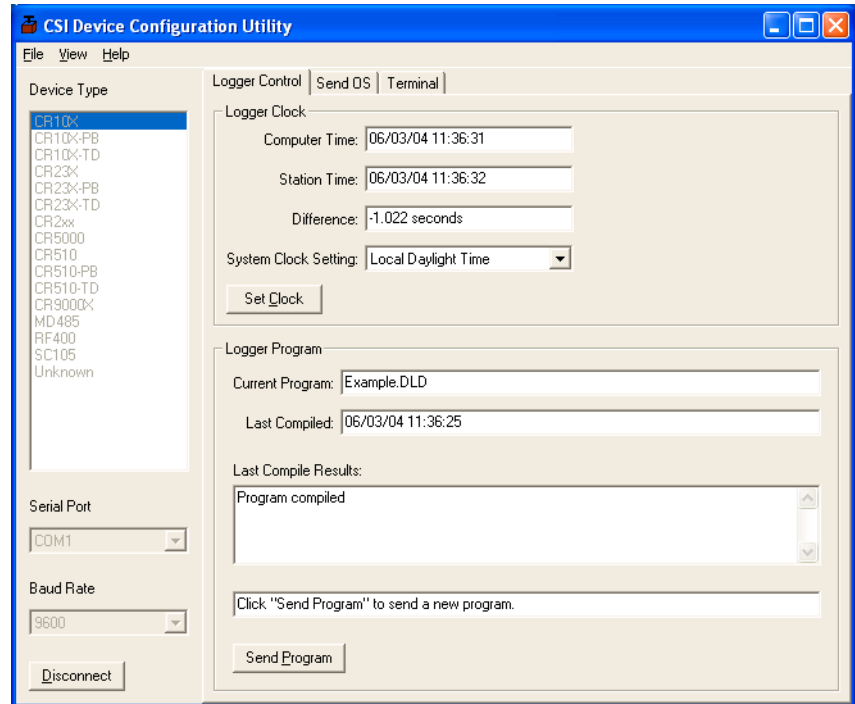 CSI Device Configuration Utility
File View Help
Device Type
CR10X
CR10X-PB
CR10X-TD
CR23X
CR23X-PB
CR23X-TD
CR2xx
CR5000
CR510
CR510-PB
CR510-TD
CR9000X
MD485
RF400
SC105
Unknown
Serial Port
COM1
Baud Rate
9600
Disconnect
Logger Control Send OS Terminal
Logger Clock
Computer Time: 06/03/04 11:36:31
Station Time: 06/03/04 11:36:32
Difference: -1.022 seconds
System Clock Setting: Local Daylight Time
Set Clock
Logger Program
Current Program: Example.DLD
Last Compiled: 06/03/04 11:36:25
Last Compile Results:
Program compiled
Click "Send Program" to send a new program.
Send Program